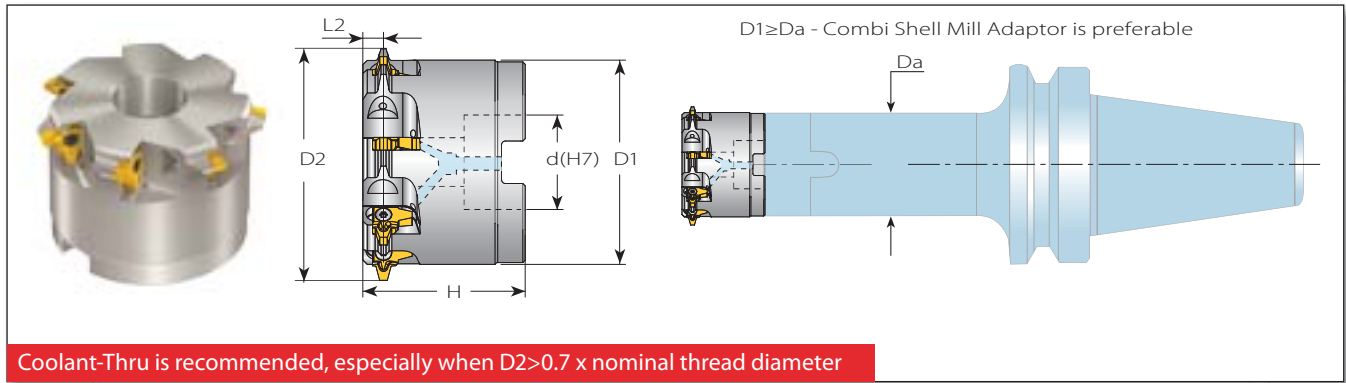 L2
D1≥Da - Combi Shell Mill Adaptor is preferable
Da
D2
d(H7)
D1
H
Coolant-Thru is recommended, especially when D2>0.7 x nominal thread diameter